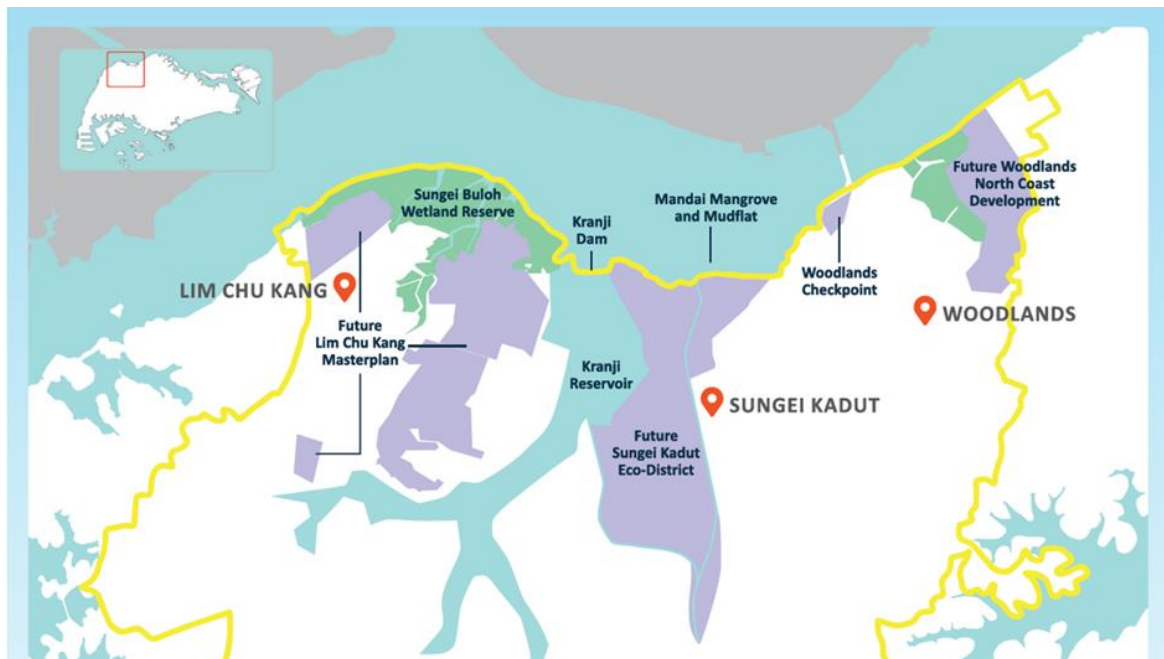 Sungei Buloh
Wetland Reserve
Kranji
Dam
Mandai Mangrove
and Mudflat
Woodlands
Checkpoint
Future Woodlands
North Coast
Development
LIM CHU KANG
WOODLANDS
Future
Lim Chu Kang
Masterplan
Kranji
Reservoir
SUNGEI KADUT
Future
Sungei Kadut
Eco-District